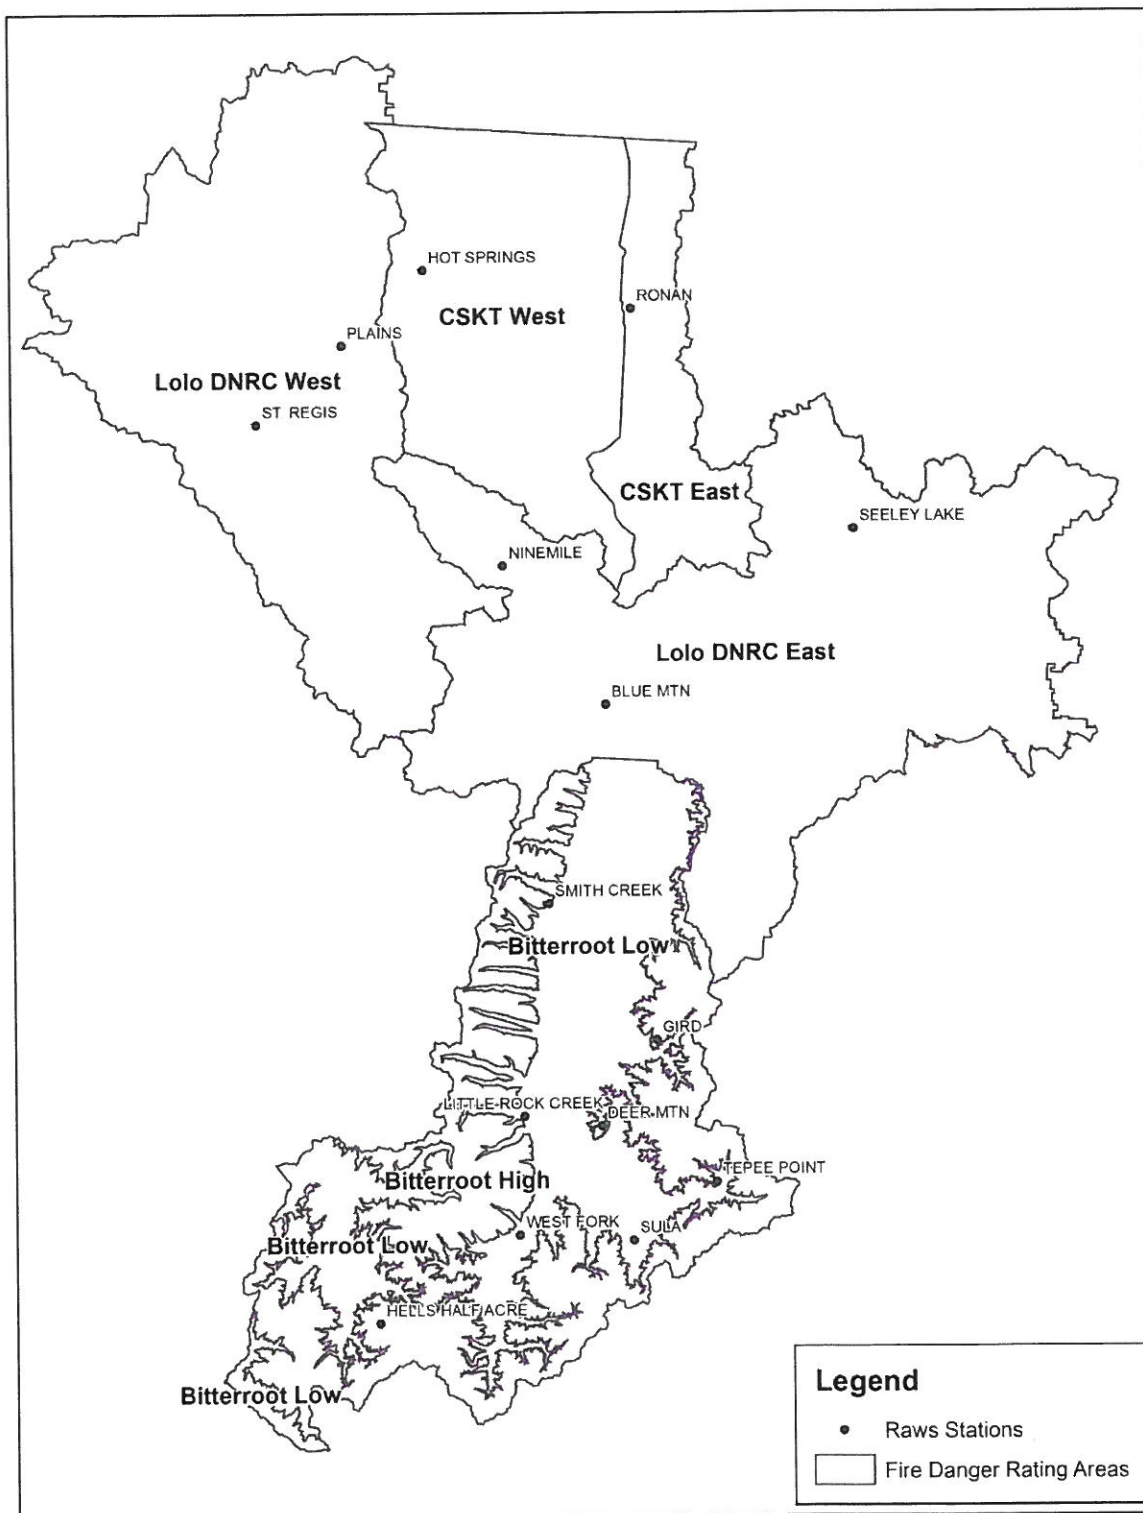 HOT SPRINGS
RONAN
CSKT West
PLAINS
Lolo DNRC West
ST REGIS
CSKT East
SEELEY LAKE
NINEMILE
Lolo DNRC East
BLUE MTN
SMITH CREEK
Bitterroot Low
GIRD
LITTLE ROCK CREEK
DEER MTN
TEPEE POINT
Bitterroot High
WEST FORK
SULA
Bitterroot Low
HELLS HALF ACRE
Bitterroot Low
Legend
Raws Stations
Fire Danger Rating Areas